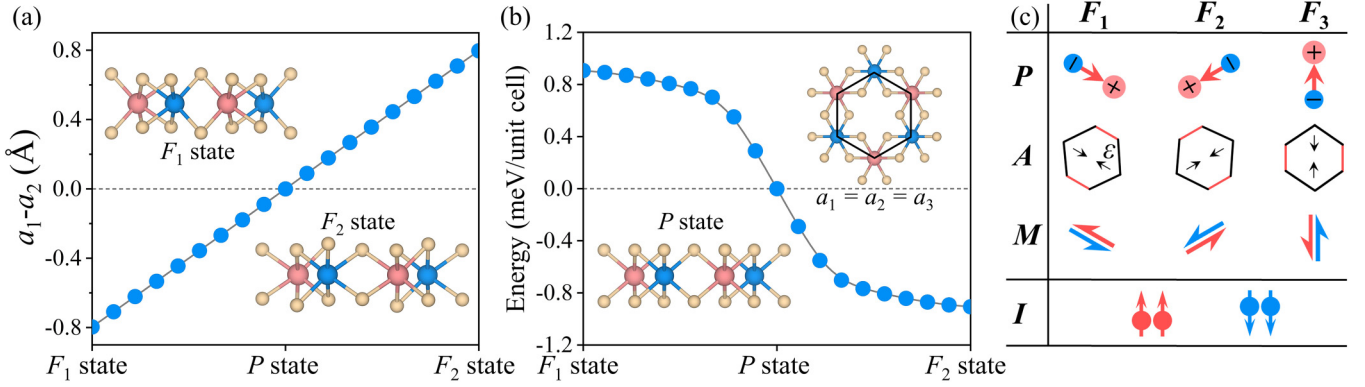 (a)
a₁-a₂ (Å)
0.8
0.4
0.0
-0.4
-0.8
F₁ state
F₂ state
F₁ state
P state
F₂ state
(b)
Energy (meV/unit cell)
1.2
0.8
0.4
0.0
-0.4
-0.8
-1.2
a₁ = a₂ = a₃
P state
F₁ state
P state
F₂ state
(c)
F₁ F₂ F₃
P
− + + − + −
A
ε
M
I